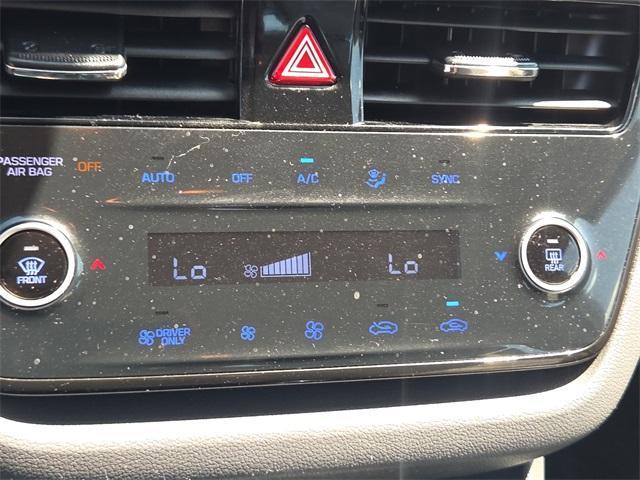 PASSENGER OFF
AIR BAG
AUTO OFF A/C SYNC
FRONT
Lo Lo
REAR
DRIVER
ONLY